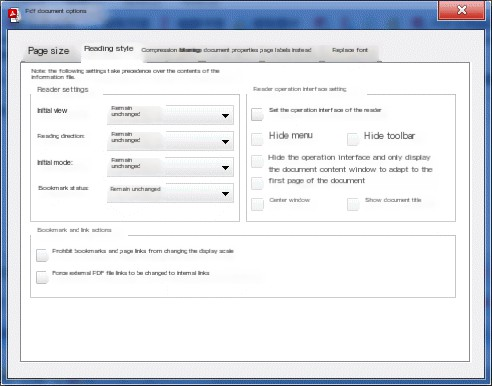 Pdf document options
Page size
Reading style
Compression
document properties page labels instead
Replace font
Note: the following settings take precedence over the contents of the
information file.
Reader settings
Initial view
Remain
unchanged
Reading direction:
Remain
unchanged
Initial mode:
Remain
unchanged
Bookmark status:
Remain unchanged
Reader operation interface setting
Set the operation interface of the reader
Hide menu
Hide toolbar
Hide the operation interface and only display
the document content window to adapt to the
first page of the document
Center window
Show document title
Bookmark and link actions
Prohibit bookmarks and page links from changing the display scale
Force external PDF file links to be changed to internal links